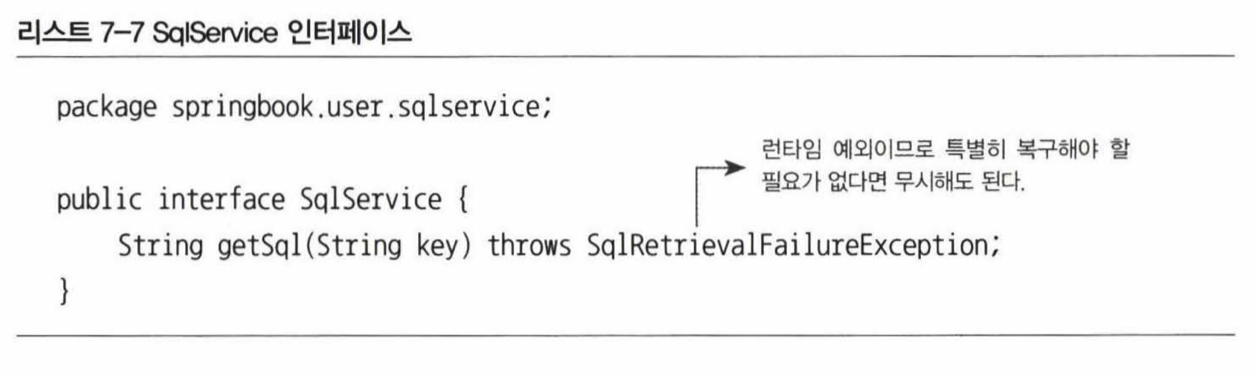 리스트 7-7 SqlService 인터페이스
package springbook.user.sqlservice;
런타임 예외이므로 특별히 복구해야 할
필요가 없다면 무시해도 된다.
public interface SqlService {
String getSql(String key) throws SqlRetrievalFailureException;
}